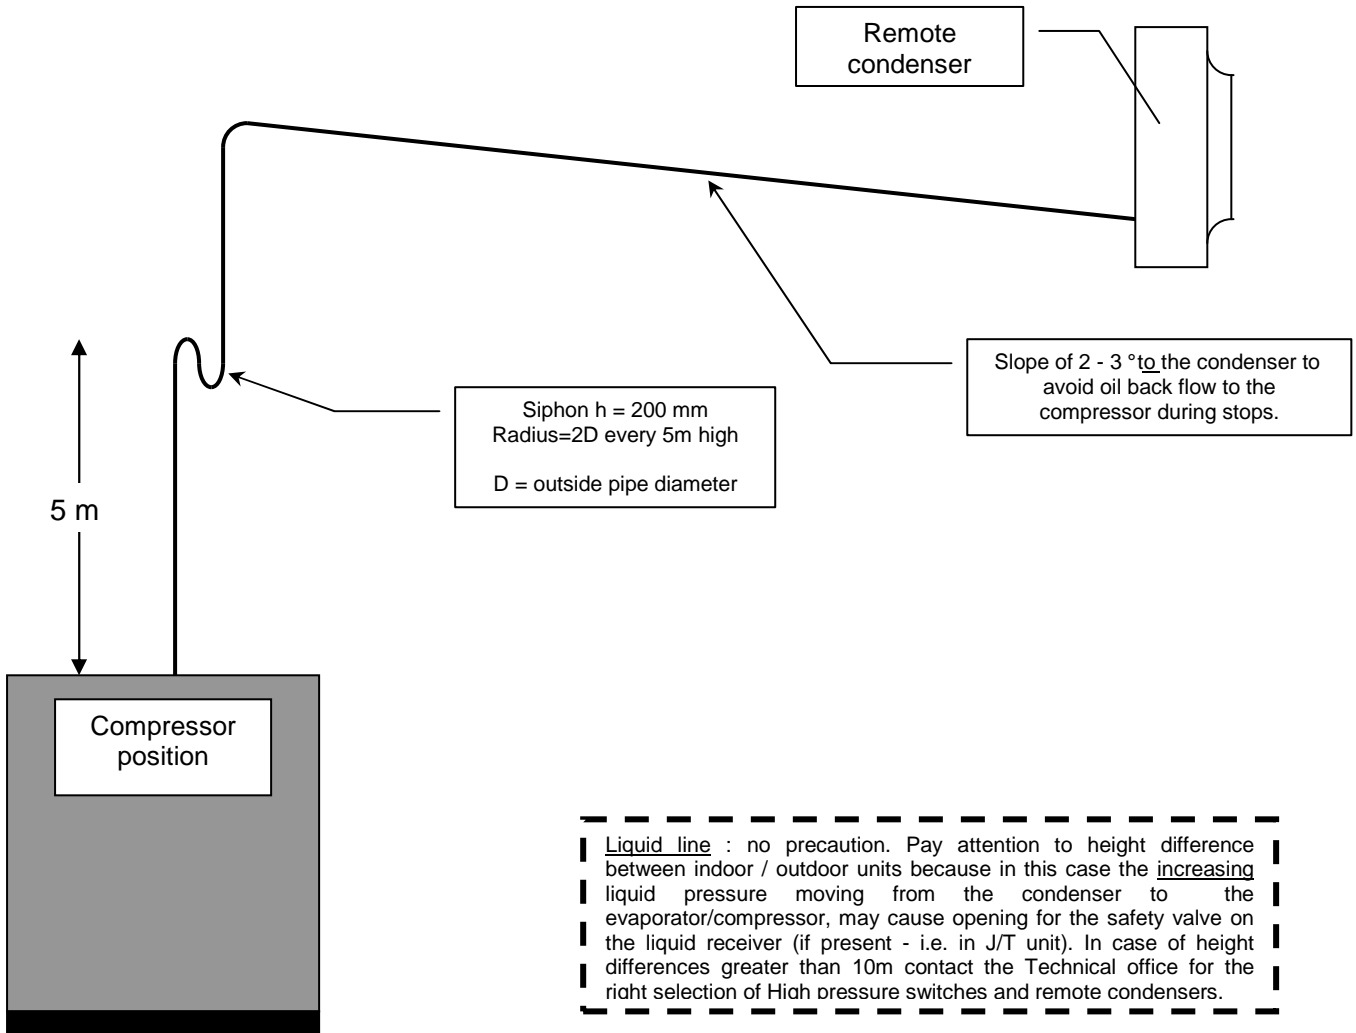 Remote
condenser
Slope of 2 - 3 °to the condenser to
avoid oil back flow to the
compressor during stops.
Siphon h = 200 mm
Radius=2D every 5m high
D = outside pipe diameter
5 m
Compressor
position
Liquid line : no precaution. Pay attention to height difference
between indoor / outdoor units because in this case the increasing
liquid pressure moving from the condenser to the
evaporator/compressor, may cause opening for the safety valve on
the liquid receiver (if present - i.e. in J/T unit). In case of height
differences greater than 10m contact the Technical office for the
right selection of High pressure switches and remote condensers.